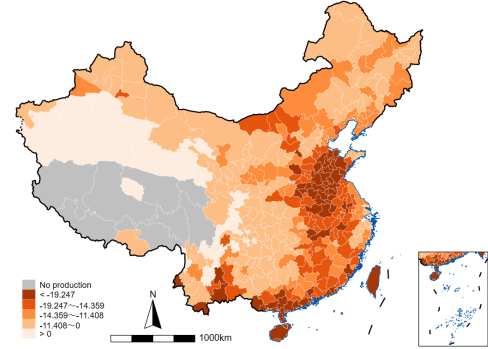 N
No production
< -19.247
-19.247～-14.359
-14.359～-11.408
-11.408～0
> 0
1000km